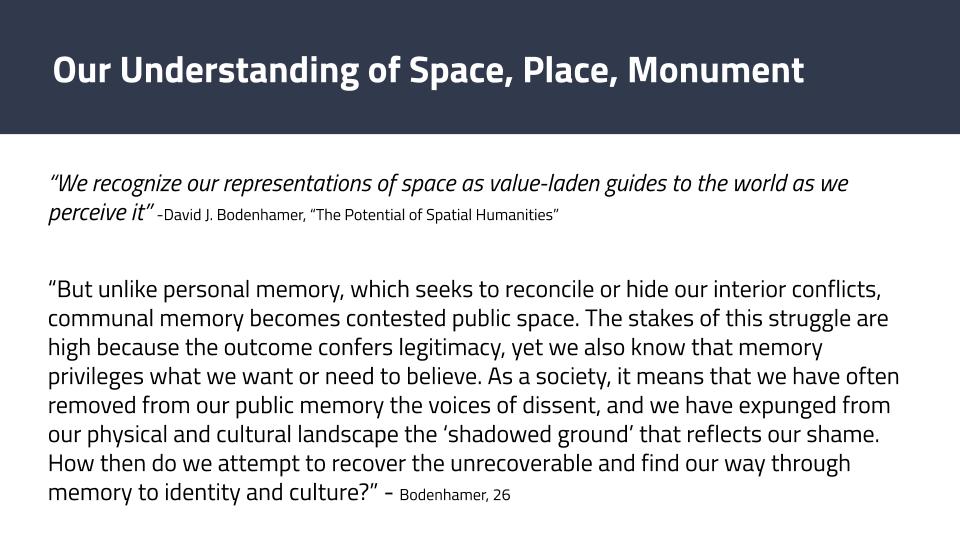 Our Understanding of Space, Place, Monument
“We recognize our representations of space as value-laden guides to the world as we
perceive it” -David J. Bodenhamer, “The Potential of Spatial Humanities”
“But unlike personal memory, which seeks to reconcile or hide our interior conflicts,
communal memory becomes contested public space. The stakes of this struggle are
high because the outcome confers legitimacy, yet we also know that memory
privileges what we want or need to believe. As a society, it means that we have often
removed from our public memory the voices of dissent, and we have expunged from
our physical and cultural landscape the ‘shadowed ground’ that reflects our shame.
How then do we attempt to recover the unrecoverable and find our way through
memory to identity and culture?” - Bodenhamer, 26